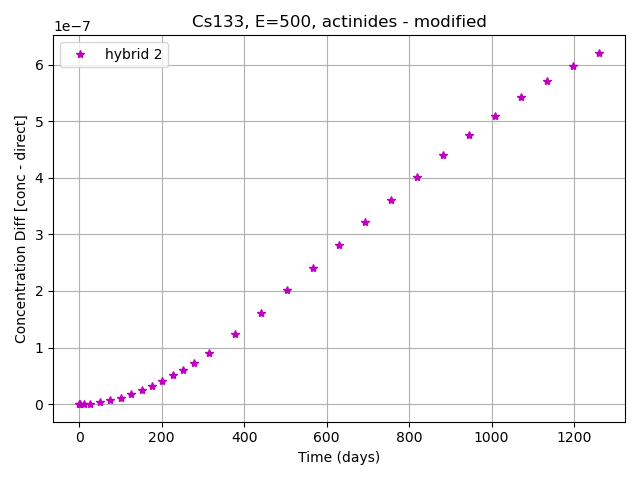 Cs133, E=500, actinides - modified
1e−7
hybrid 2
6
5
4
3
2
1
0
Concentration Diff [conc - direct]
0 200 400 600 800 1000 1200
Time (days)